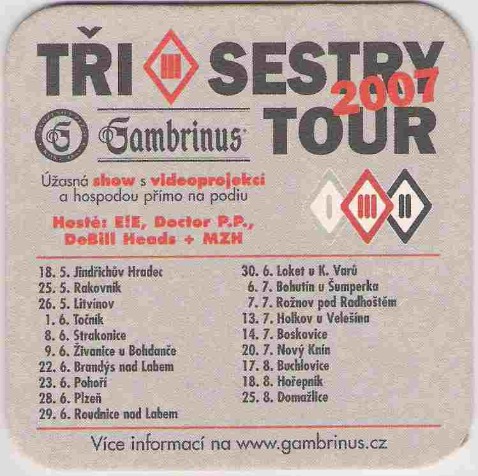 TŘI III SESTRY
2007
G Gambrinus® TOUR
Úžasná show s videoprojekcí
a hospodou přímo na podiu
Hosté: E!E, Doctor P.P.,
DeBill Heads + MZH
I III II
18. 5. Jindřichův Hradec
25. 5. Rakovník
26. 5. Litvínov
1. 6. Točník
8. 6. Strakonice
9. 6. Živanice u Bohdanče
22. 6. Brandýs nad Labem
23. 6. Pohoří
28. 6. Plzeň
29. 6. Roudnice nad Labem
30. 6. Loket u K. Varů
6. 7. Bohutín u Šumperka
7. 7. Rožnov pod Radhoštěm
13. 7. Holkov u Velešína
14. 7. Boskovice
20. 7. Nový Knín
17. 8. Buchlovice
18. 8. Hořepník
25. 8. Domažlice
Více informací na www.gambrinus.cz